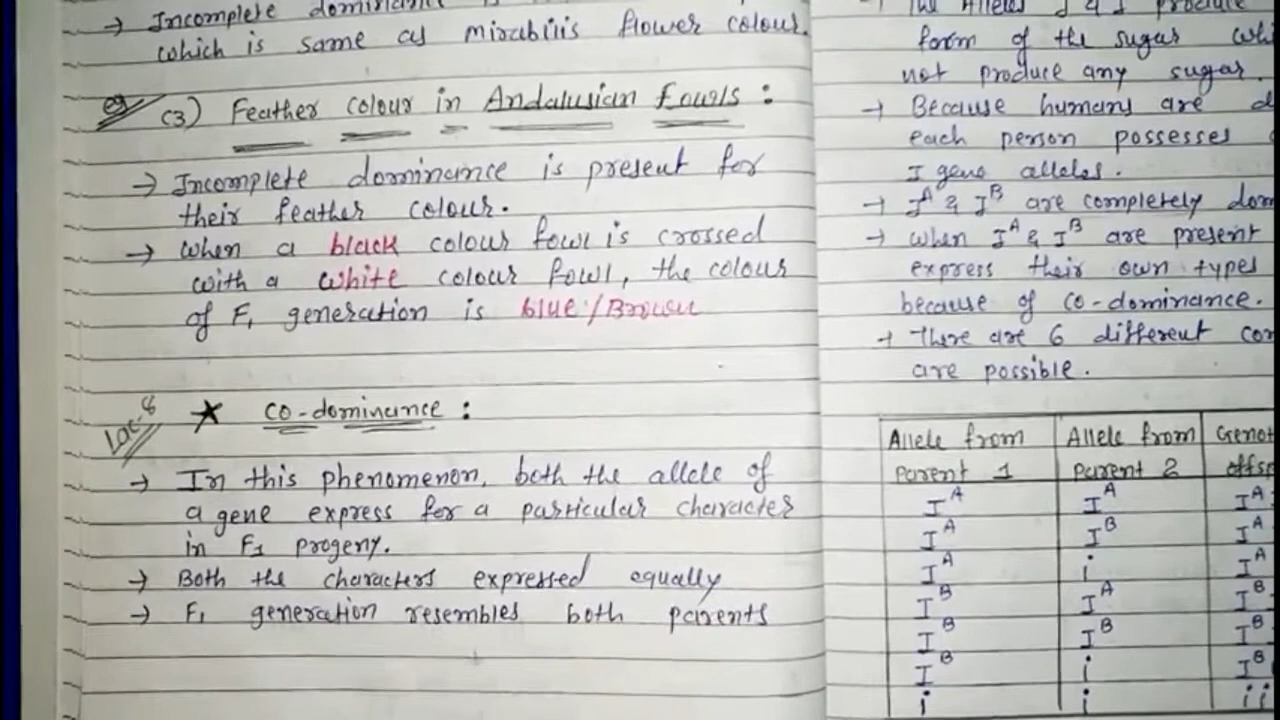 → Incomplete dominance is
which is same as mirabilis flower colour.
eg (3) Feather colour in Andalusian fowls :
→ Incomplete dominance is present for
their feather colour.
→ when a black colour fowl is crossed
with a white colour fowl, the colour
of F1 generation is blue/Brown
Lac-8 ★ co-dominance :
→ In this phenomenon, both the allele of
a gene express for a particular character
in F1 progeny.
→ Both the characters expressed equally
→ F1 generation resembles both parents
→ The Alleles
form of the sugar
not produce any sugar.
→ Because humans are
each person possesses
I gene alleles.
→ I^A & I^B are completely
→ when I^A & I^B are present
express their own types
because of co-dominance.
→ There are 6 different
are possible.
Allele from parent 1 Allele from parent 2
I^A I^A I^A
I^A I^B I^A
I^A i I^A
I^B I^A I^B
I^B I^B I^B
I^B i I^B
i i ii